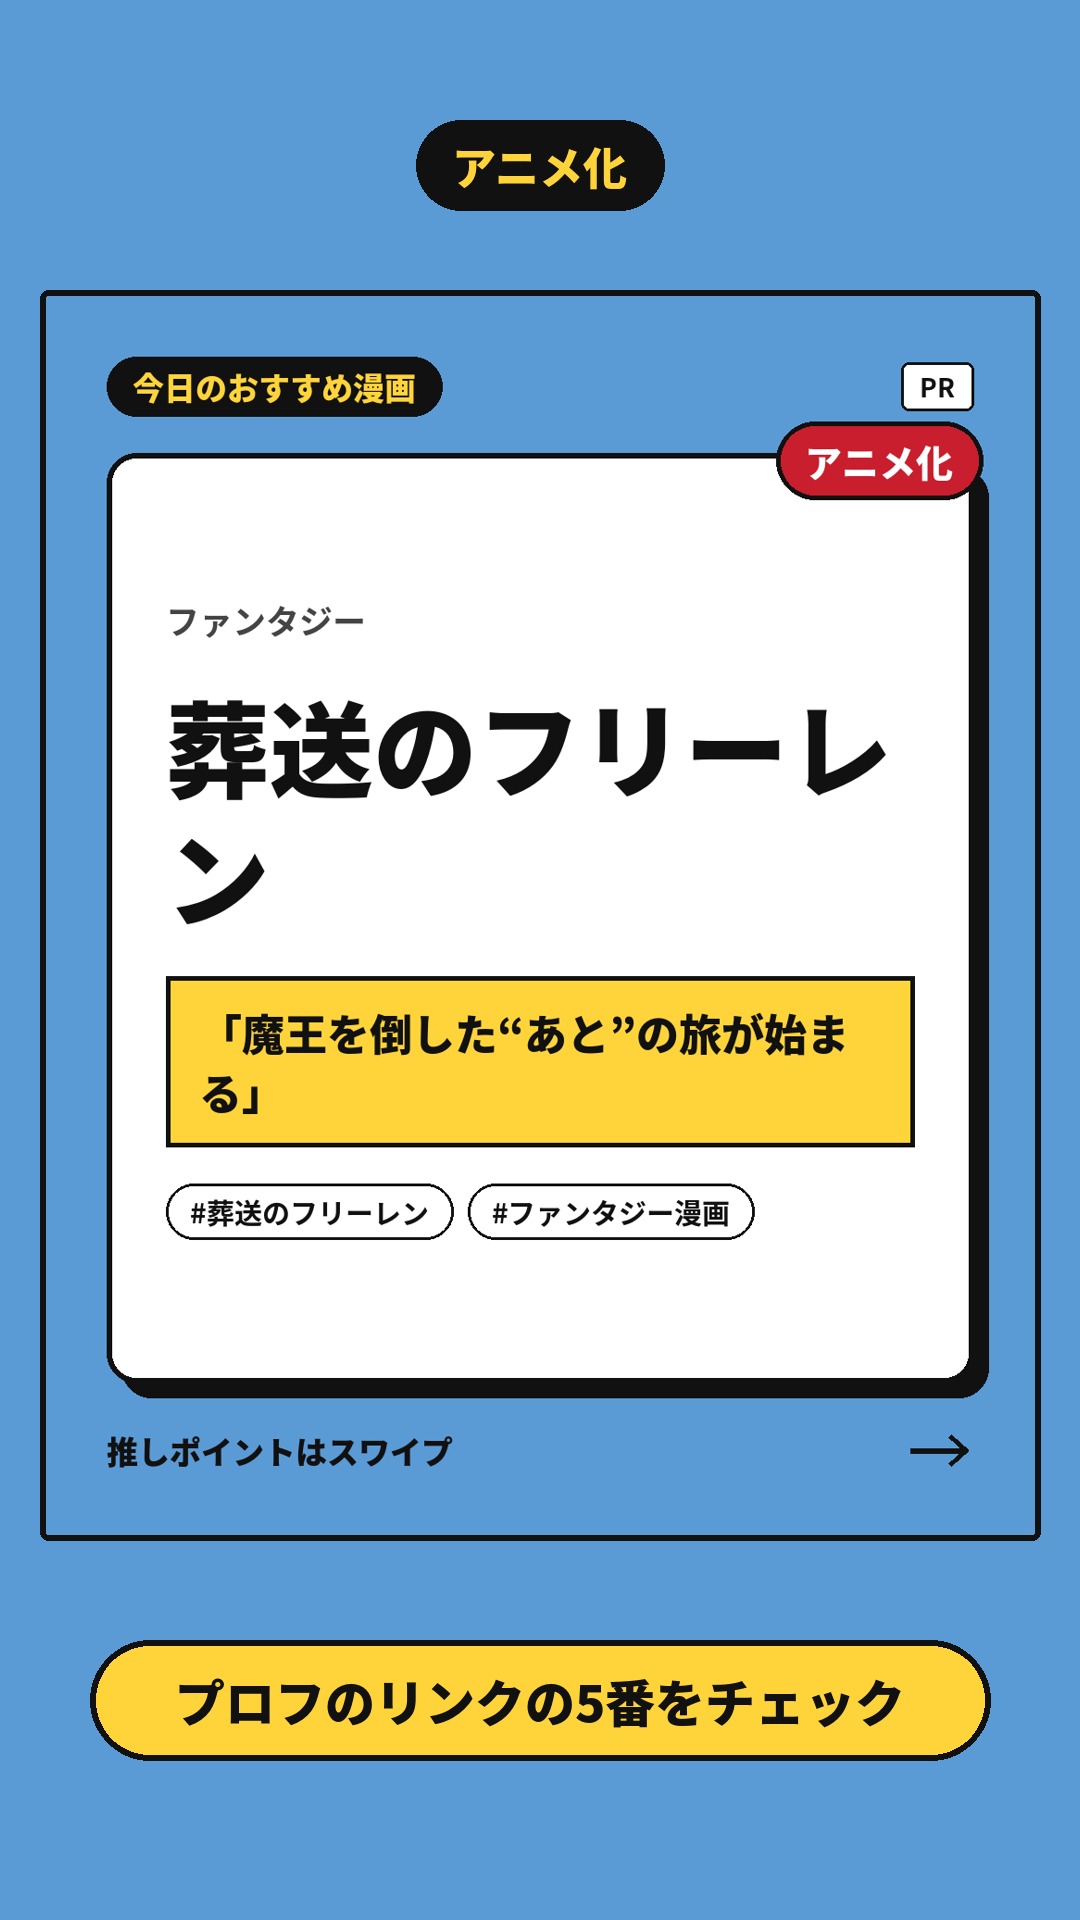 アニメ化
今日のおすすめ漫画
PR
アニメ化
ファンタジー
葬送のフリーレ
ン
「魔王を倒した“あと”の旅が始ま
る」
#葬送のフリーレン #ファンタジー漫画
推しポイントはスワイプ →
プロフのリンクの5番をチェック